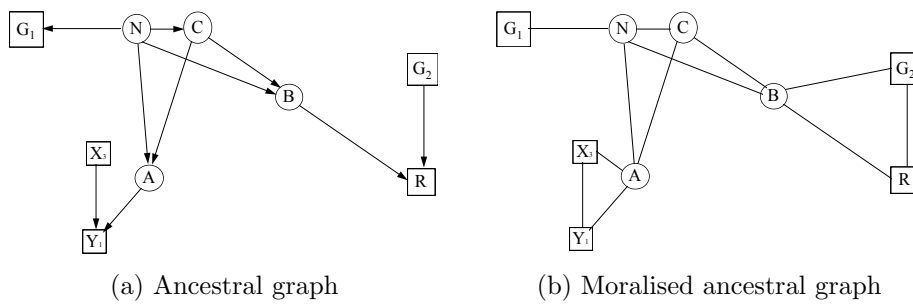 G₁ N C
G₂
B
X₃
A
R
Y₁
(a) Ancestral graph
G₁ N C
G₂
B
X₃
A
R
Y₁
(b) Moralised ancestral graph